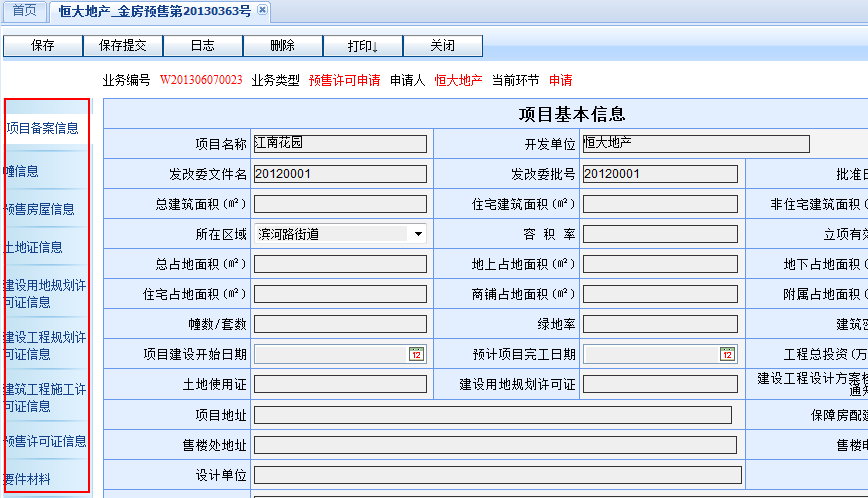 首页 恒大地产_金房预售第20130363号
保存 保存提交 日志 删除 打印↓ 关闭
业务编号 W201306070023 业务类型 预售许可申请 申请人 恒大地产 当前环节 申请
项目备案信息
幢信息
预售房屋信息
土地证信息
建设用地规划许
可证信息
建设工程规划许
可证信息
建筑工程施工许
可证信息
预售许可证信息
要件材料
项目基本信息
项目名称 江南花园 开发单位 恒大地产
发改委文件名 20120001 发改委批号 20120001 批准日
总建筑面积(㎡) 住宅建筑面积(㎡) 非住宅建筑面积(
所在区域 滨河路街道 容 积 率 立项有效
总占地面积(㎡) 地上占地面积(㎡) 地下占地面积(
住宅占地面积(㎡) 商铺占地面积(㎡) 附属占地面积(
幢数/套数 绿地率 建筑密
项目建设开始日期 12 预计项目完工日期 12 工程总投资(万
土地使用证 建设用地规划许可证 建设工程设计方案
通知
项目地址 保障房配建
售楼处地址 售楼电
设计单位